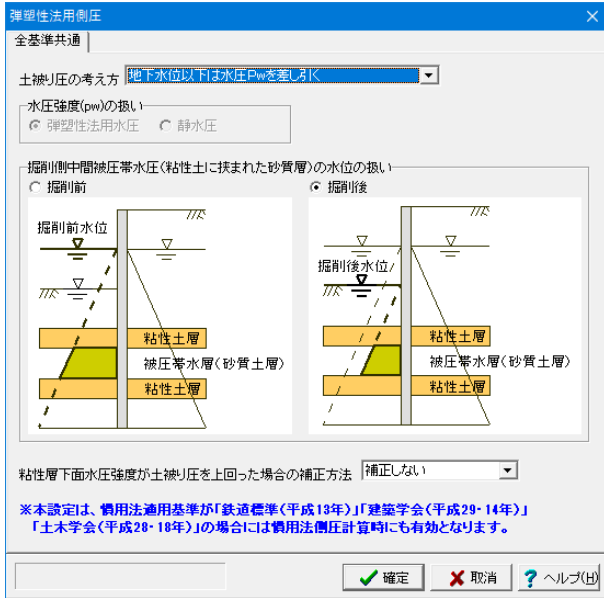 弾塑性法用側圧
全基準共通
土被り圧の考え方 地下水位以下は水圧Pwを差し引く
水圧強度(pw)の扱い
弾塑性法用水圧 静水圧
掘削側中間被圧帯水圧(粘性土に挟まれた砂質層)の水位の扱い
掘削前 掘削後
掘削前水位
掘削後水位
粘性土層 粘性土層
被圧帯水層(砂質土層) 被圧帯水層(砂質土層)
粘性土層 粘性土層
粘性層下面水圧強度が土被り圧を上回った場合の補正方法 補正しない
※本設定は、慣用法適用基準が「鉄道標準(平成13年)」「建築学会(平成29・14年)」
「土木学会(平成28・18年)」の場合には慣用法側圧計算時にも有効となります。
確定 取消 ヘルプ(H)